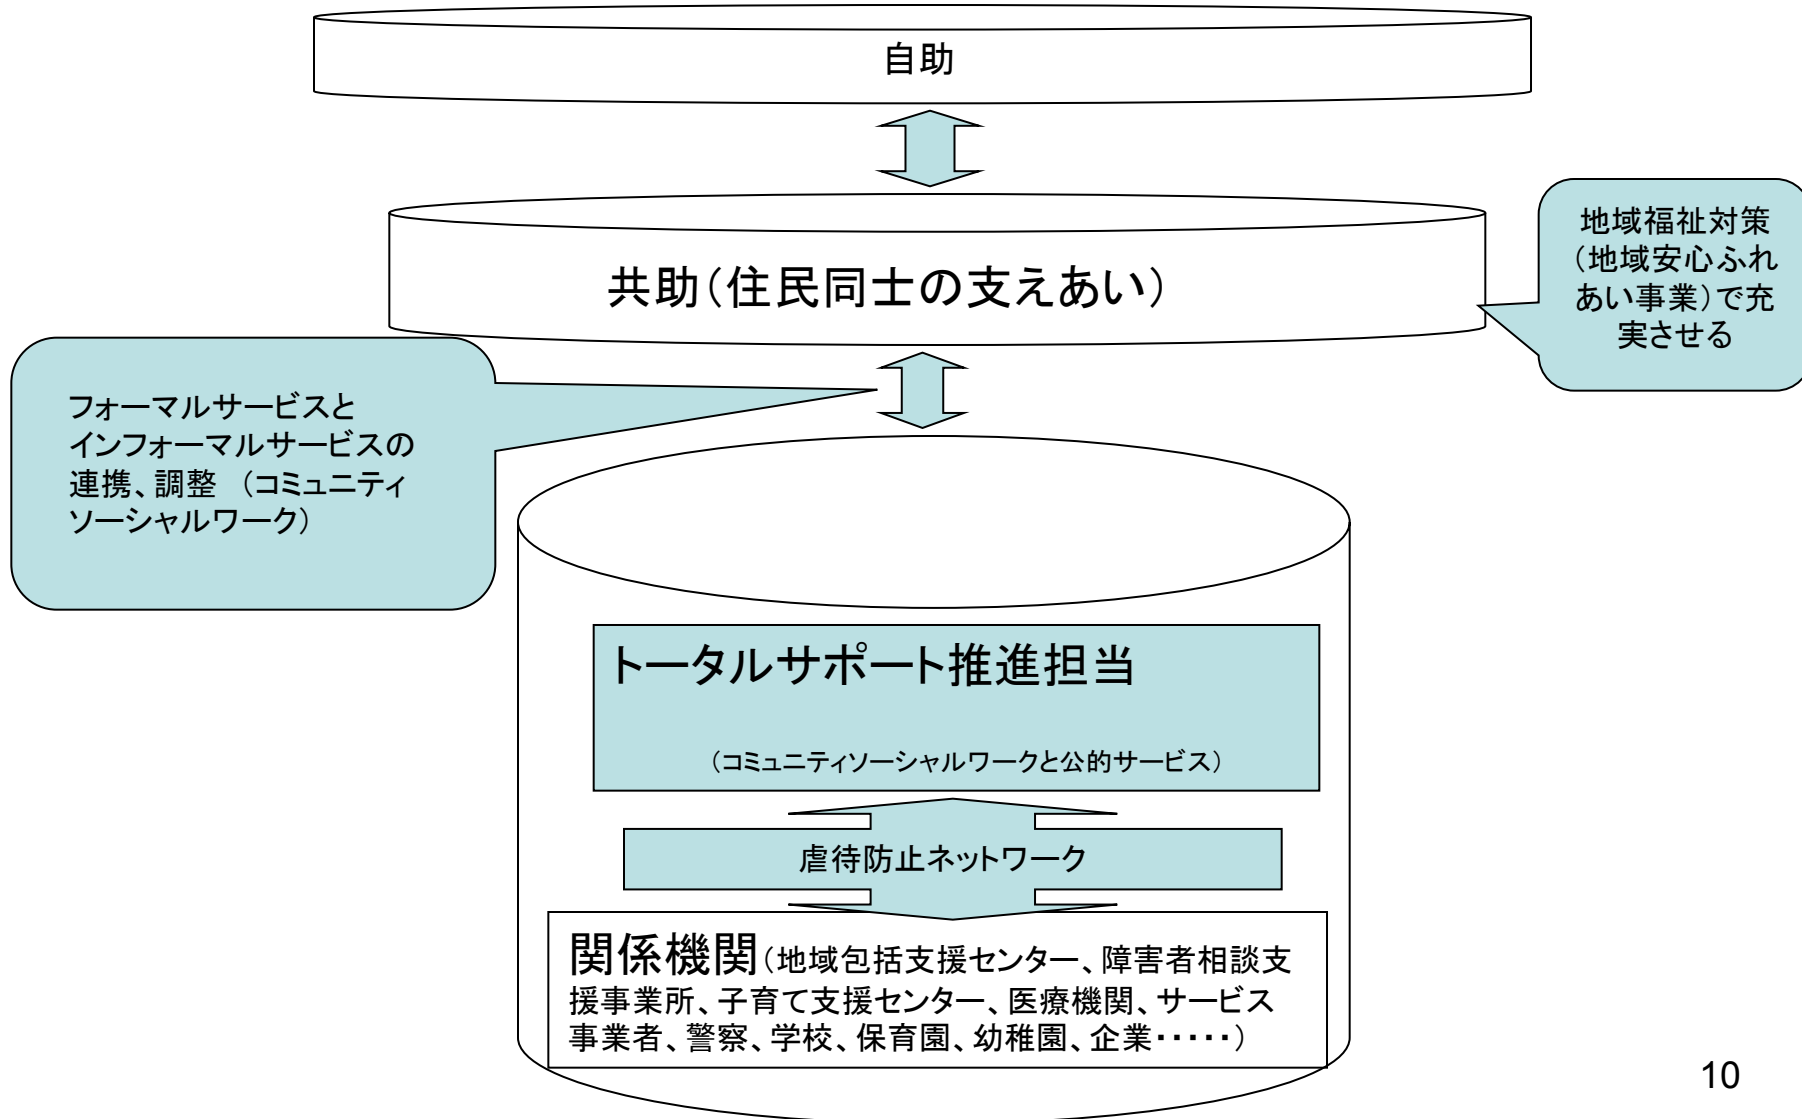 自助
共助（住民同士の支えあい）
地域福祉対策
（地域安心ふれ
あい事業）で充
実させる
フォーマルサービスと
インフォーマルサービスの
連携、調整　（コミュニティ
ソーシャルワーク）
トータルサポート推進担当
（コミュニティソーシャルワークと公的サービス）
虐待防止ネットワーク
関係機関（地域包括支援センター、障害者相談支
援事業所、子育て支援センター、医療機関、サービス
事業者、警察、学校、保育園、幼稚園、企業・・・・・）
10